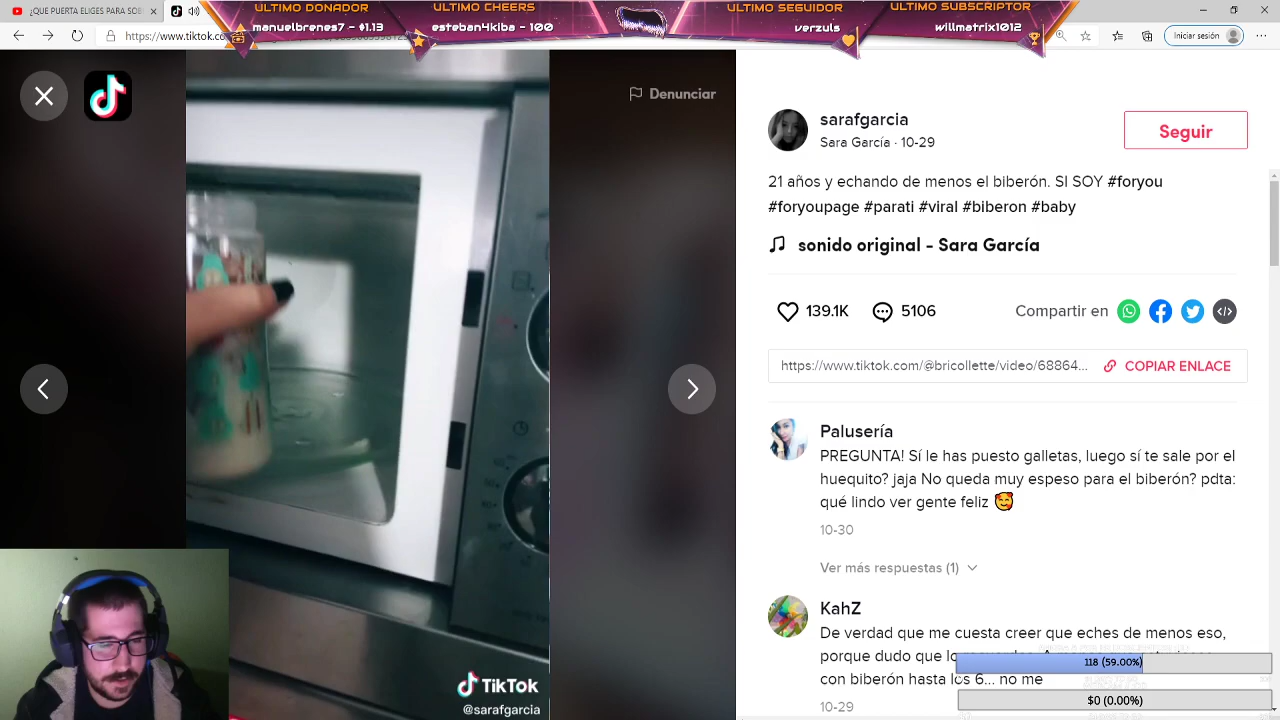 ¿QUE PUERTA ELIGES PARA SOB
ULTIMO DONADOR
manuelbrenes7 - $1.13
ULTIMO CHEERS
esteban4kiba - 100
ULTIMO SEGUIDOR
verzuls
ULTIMO SUBSCRIPTOR
willmatrix1012
https://www.tiktok.co
Iniciar sesión
Denunciar
sarafgarcia
Sara García · 10-29
Seguir
21 años y echando de menos el biberón. SI SOY #foryou
#foryoupage #parati #viral #biberon #baby
sonido original - Sara García
139.1K
5106
Compartir en
https://www.tiktok.com/@bricollette/video/68864...
COPIAR ENLACE
Palusería
PREGUNTA! Sí le has puesto galletas, luego sí te sale por el
huequito? jaja No queda muy espeso para el biberón? pdta:
qué lindo ver gente feliz 🥰
10-30
Ver más respuestas (1)
KahZ
De verdad que me cuesta creer que eches de menos eso,
porque dudo que lo
con biberón hasta los 6... no me
10-29
118 (59.00%)
$0 (0.00%)
TikTok
@sarafgarcia